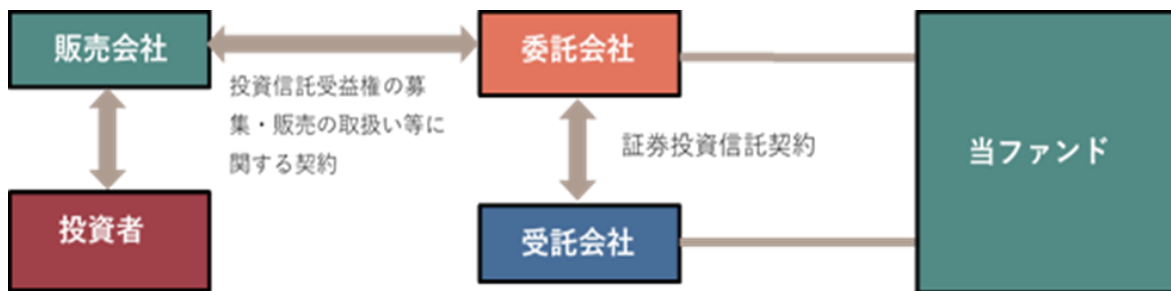 販売会社
委託会社
投資信託受益権の募
集・販売の取扱い等に
関する契約
証券投資信託契約
当ファンド
投資者
受託会社